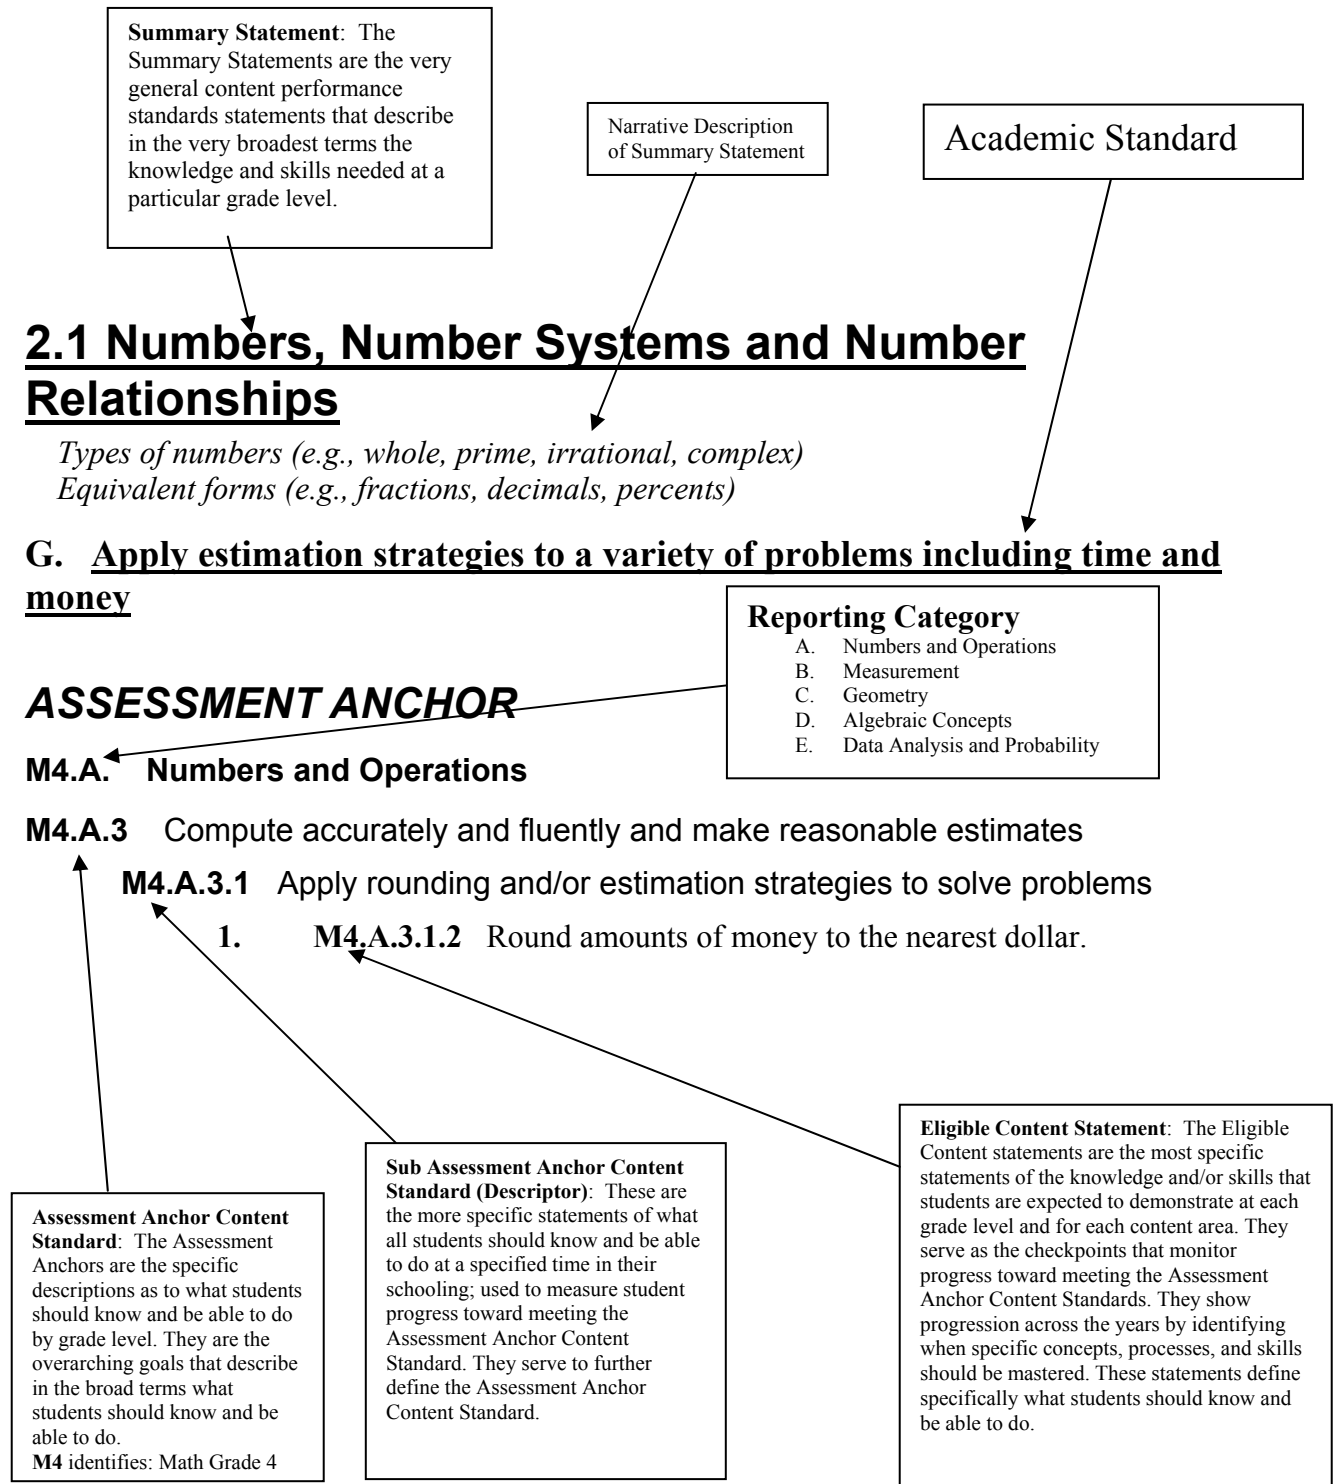 Summary Statement: The
Summary Statements are the very
general content performance
standards statements that describe
in the very broadest terms the
knowledge and skills needed at a
particular grade level.
Narrative Description
of Summary Statement
Academic Standard
2.1 Numbers, Number Systems and Number
Relationships
Types of numbers (e.g., whole, prime, irrational, complex)
Equivalent forms (e.g., fractions, decimals, percents)
G. Apply estimation strategies to a variety of problems including time and
money
Reporting Category
A. Numbers and Operations
B. Measurement
C. Geometry
D. Algebraic Concepts
E. Data Analysis and Probability
ASSESSMENT ANCHOR
M4.A. Numbers and Operations
M4.A.3 Compute accurately and fluently and make reasonable estimates
M4.A.3.1 Apply rounding and/or estimation strategies to solve problems
1. M4.A.3.1.2 Round amounts of money to the nearest dollar.
Assessment Anchor Content
Standard: The Assessment
Anchors are the specific
descriptions as to what students
should know and be able to do
by grade level. They are the
overarching goals that describe
in the broad terms what
students should know and be
able to do.
M4 identifies: Math Grade 4
Sub Assessment Anchor Content
Standard (Descriptor): These are
the more specific statements of what
all students should know and be able
to do at a specified time in their
schooling; used to measure student
progress toward meeting the
Assessment Anchor Content
Standard. They serve to further
define the Assessment Anchor
Content Standard.
Eligible Content Statement: The Eligible
Content statements are the most specific
statements of the knowledge and/or skills that
students are expected to demonstrate at each
grade level and for each content area. They
serve as the checkpoints that monitor
progress toward meeting the Assessment
Anchor Content Standards. They show
progression across the years by identifying
when specific concepts, processes, and skills
should be mastered. These statements define
specifically what students should know and
be able to do.